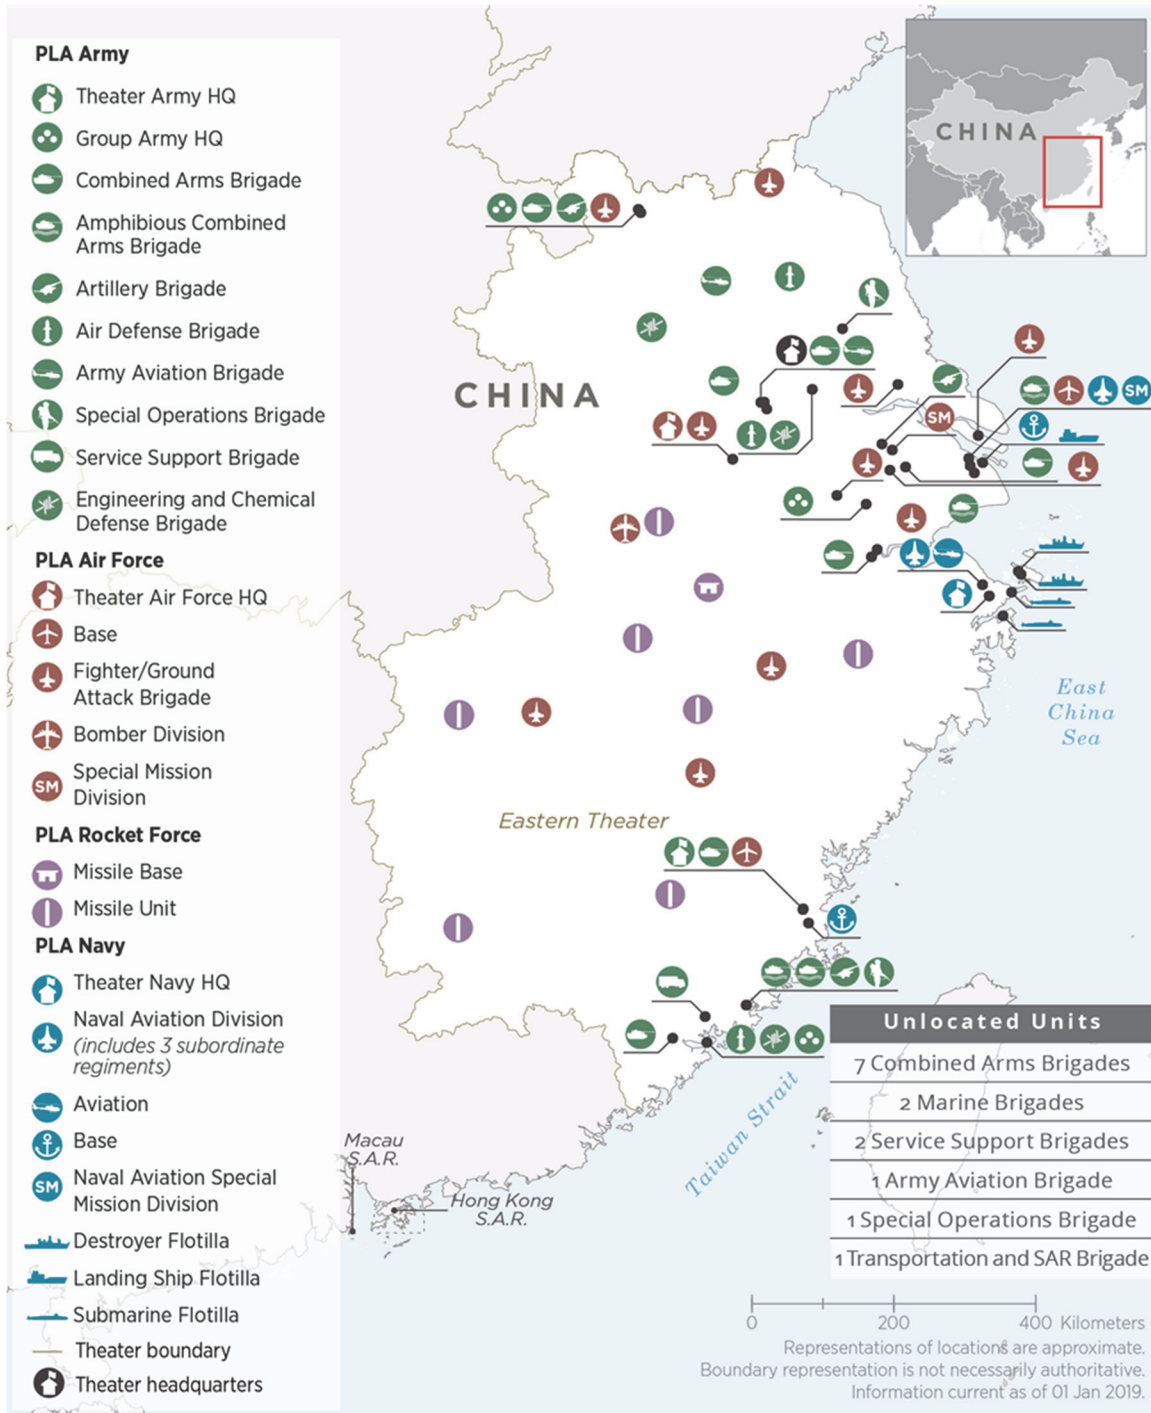 PLA Army
Theater Army HQ
Group Army HQ
Combined Arms Brigade
Amphibious Combined
Arms Brigade
Artillery Brigade
Air Defense Brigade
Army Aviation Brigade
Special Operations Brigade
Service Support Brigade
Engineering and Chemical
Defense Brigade
PLA Air Force
Theater Air Force HQ
Base
Fighter/Ground
Attack Brigade
Bomber Division
SM
Special Mission
Division
PLA Rocket Force
Missile Base
Missile Unit
PLA Navy
Theater Navy HQ
Naval Aviation Division
(includes 3 subordinate
regiments)
Aviation
Base
SM
Naval Aviation Special
Mission Division
Destroyer Flotilla
Landing Ship Flotilla
Submarine Flotilla
Theater boundary
Theater headquarters
CHINA
CHINA
SM
SM
East
China
Sea
Eastern Theater
Taiwan Strait
Macau
S.A.R.
Hong Kong
S.A.R.
Unlocated Units
7 Combined Arms Brigades
2 Marine Brigades
2 Service Support Brigades
1 Army Aviation Brigade
1 Special Operations Brigade
1 Transportation and SAR Brigade
0 200 400 Kilometers
Representations of locations are approximate.
Boundary representation is not necessarily authoritative.
Information current as of 01 Jan 2019.